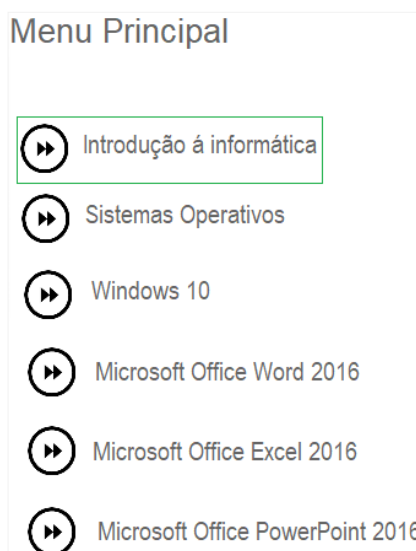 Menu Principal
Introdução á informática
Sistemas Operativos
Windows 10
Microsoft Office Word 2016
Microsoft Office Excel 2016
Microsoft Office PowerPoint 2016